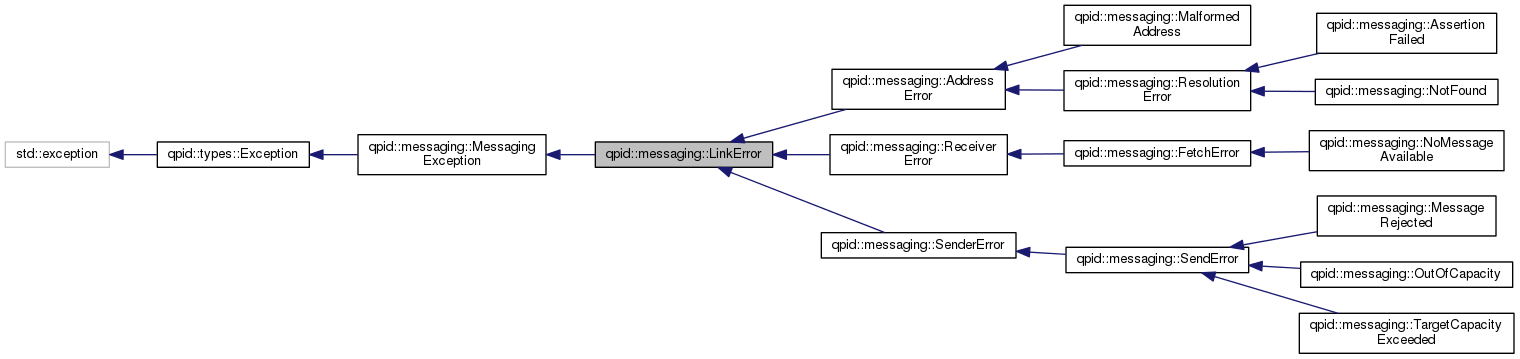 std::exception
qpid::types::Exception
qpid::messaging::Messaging
Exception
qpid::messaging::LinkError
qpid::messaging::Address
Error
qpid::messaging::Malformed
Address
qpid::messaging::Resolution
Error
qpid::messaging::Assertion
Failed
qpid::messaging::NotFound
qpid::messaging::Receiver
Error
qpid::messaging::FetchError
qpid::messaging::NoMessage
Available
qpid::messaging::SenderError
qpid::messaging::SendError
qpid::messaging::Message
Rejected
qpid::messaging::OutOfCapacity
qpid::messaging::TargetCapacity
Exceeded